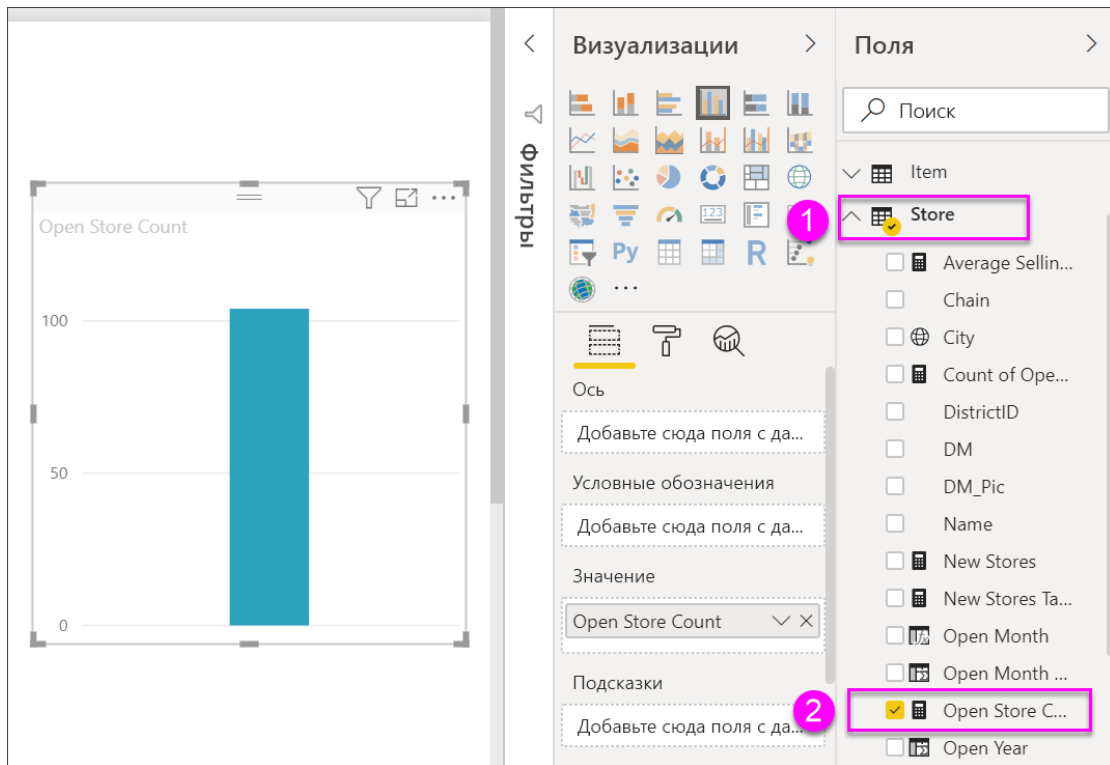 Open Store Count
100
50
0
Фильтры
Визуализации
123
Py
R
...
Ось
Добавьте сюда поля с да...
Условные обозначения
Добавьте сюда поля с да...
Значение
Open Store Count
Подсказки
Добавьте сюда поля с да...
Поля
Поиск
Item
1
Store
Average Sellin...
Chain
City
Count of Ope...
DistrictID
DM
DM_Pic
Name
New Stores
New Stores Ta...
Open Month
Open Month ...
2
Open Store C...
Open Year